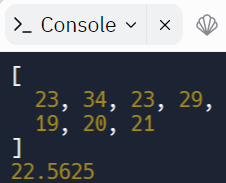 >_ Console
[
23, 34, 23, 29,
19, 20, 21
]
22.5625